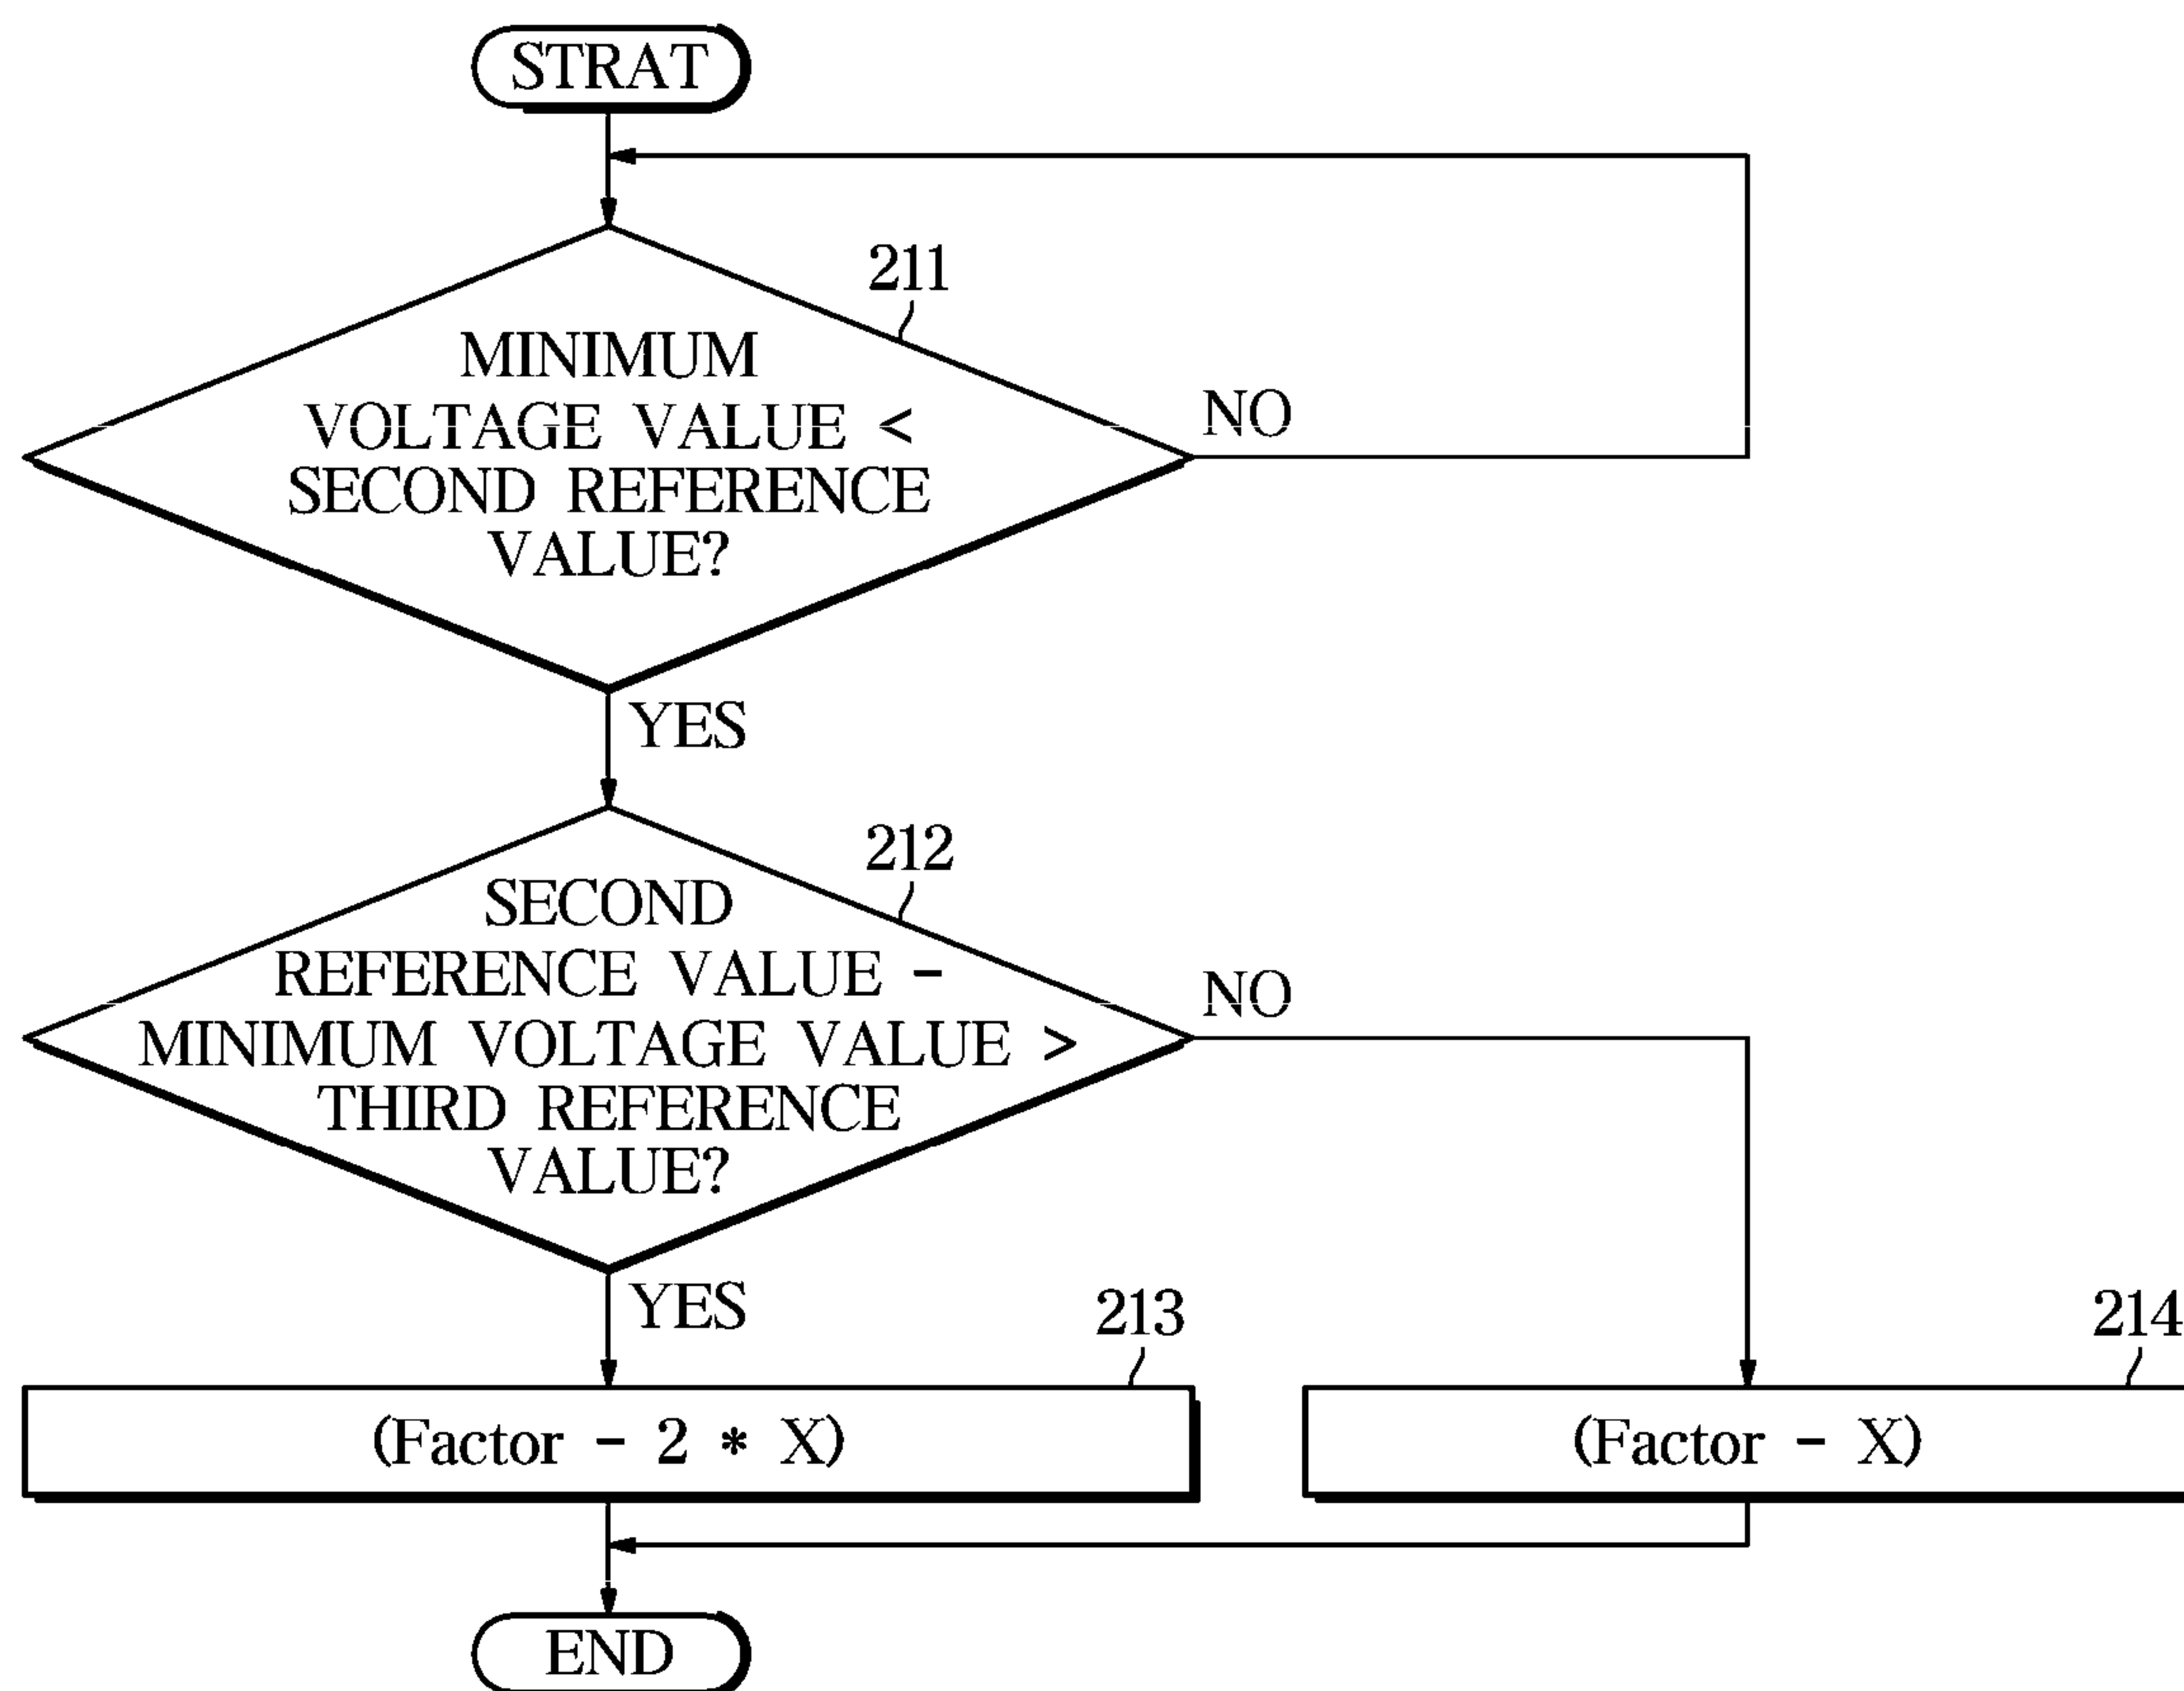 STRAT
211
MINIMUM
VOLTAGE VALUE <
SECOND REFERENCE
VALUE?
NO
YES
212
SECOND
REFERENCE VALUE -
MINIMUM VOLTAGE VALUE >
THIRD REFERENCE
VALUE?
NO
YES
213
214
(Factor - 2 * X)
(Factor - X)
END